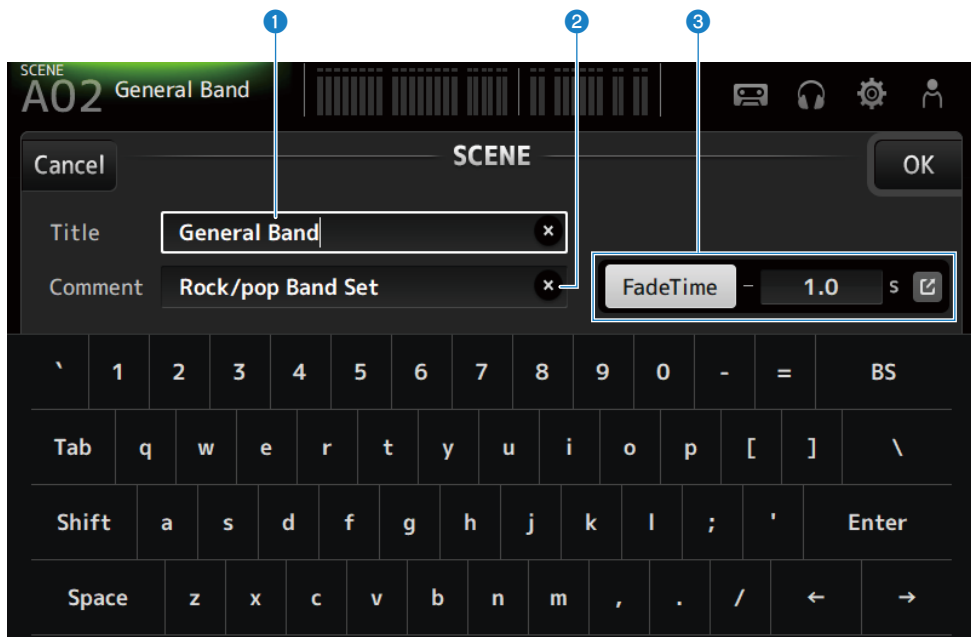 1 2 3
SCENE
A02 General Band
Cancel SCENE OK
Title General Band
Comment Rock/pop Band Set FadeTime – 1.0 s
` 1 2 3 4 5 6 7 8 9 0 - = BS
Tab q w e r t y u i o p [ ] \
Shift a s d f g h j k l ; ' Enter
Space z x c v b n m , . / ← →